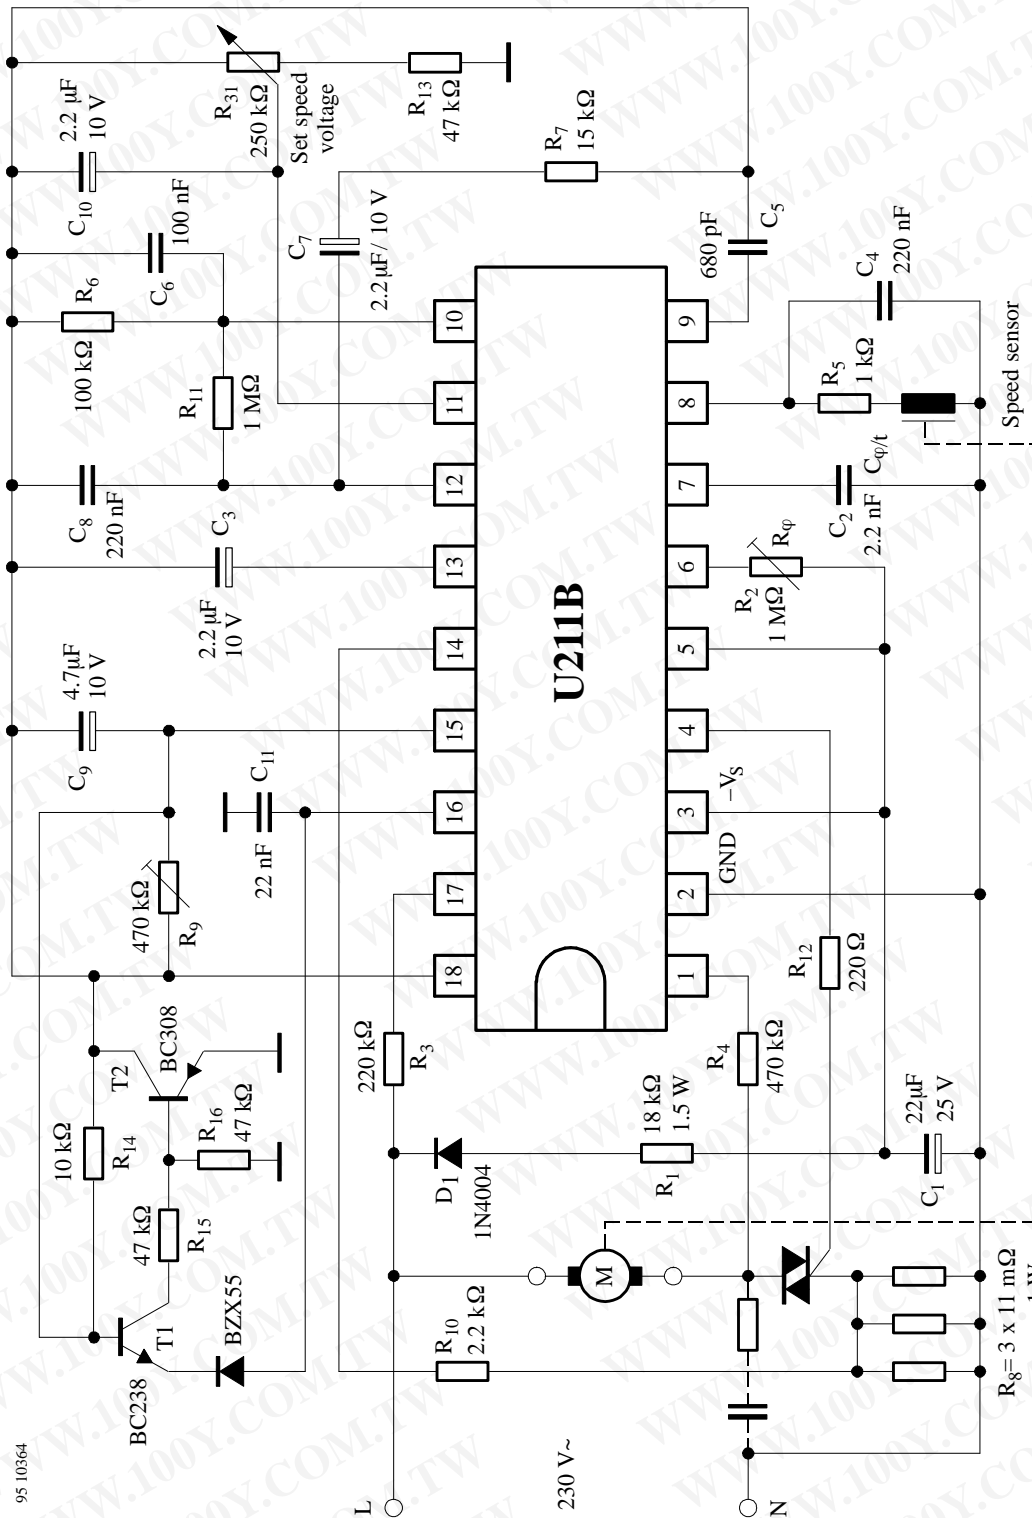 95 10364
L
N
230 V~
BC238
T1
BZX55
47 kΩ
R15
10 kΩ
R14
T2
BC308
R16
47 kΩ
R9
470 kΩ
C9
4.7µF
10 V
C11
22 nF
R3
220 kΩ
D1
1N4004
R1
18 kΩ
1.5 W
R4
470 kΩ
R10
2.2 kΩ
M
R8= 3 x 11 mΩ
C1
22µF
25 V
R12
220 Ω
GND
–VS
U211B
18
17
16
15
14
13
12
11
10
1
2
3
4
5
6
7
8
9
2.2 µF
10 V
C3
C8
220 nF
R11
1 MΩ
R6
100 kΩ
C6
100 nF
C10
2.2 µF
10 V
R31
250 kΩ
Set speed
voltage
R13
47 kΩ
C7
2.2 µF / 10 V
R7
15 kΩ
680 pF
C5
R2
1 MΩ
Rφ
C2
2.2 nF
Cφ/t
R5
1 kΩ
C4
220 nF
Speed sensor
WWW.100Y.COM.TW